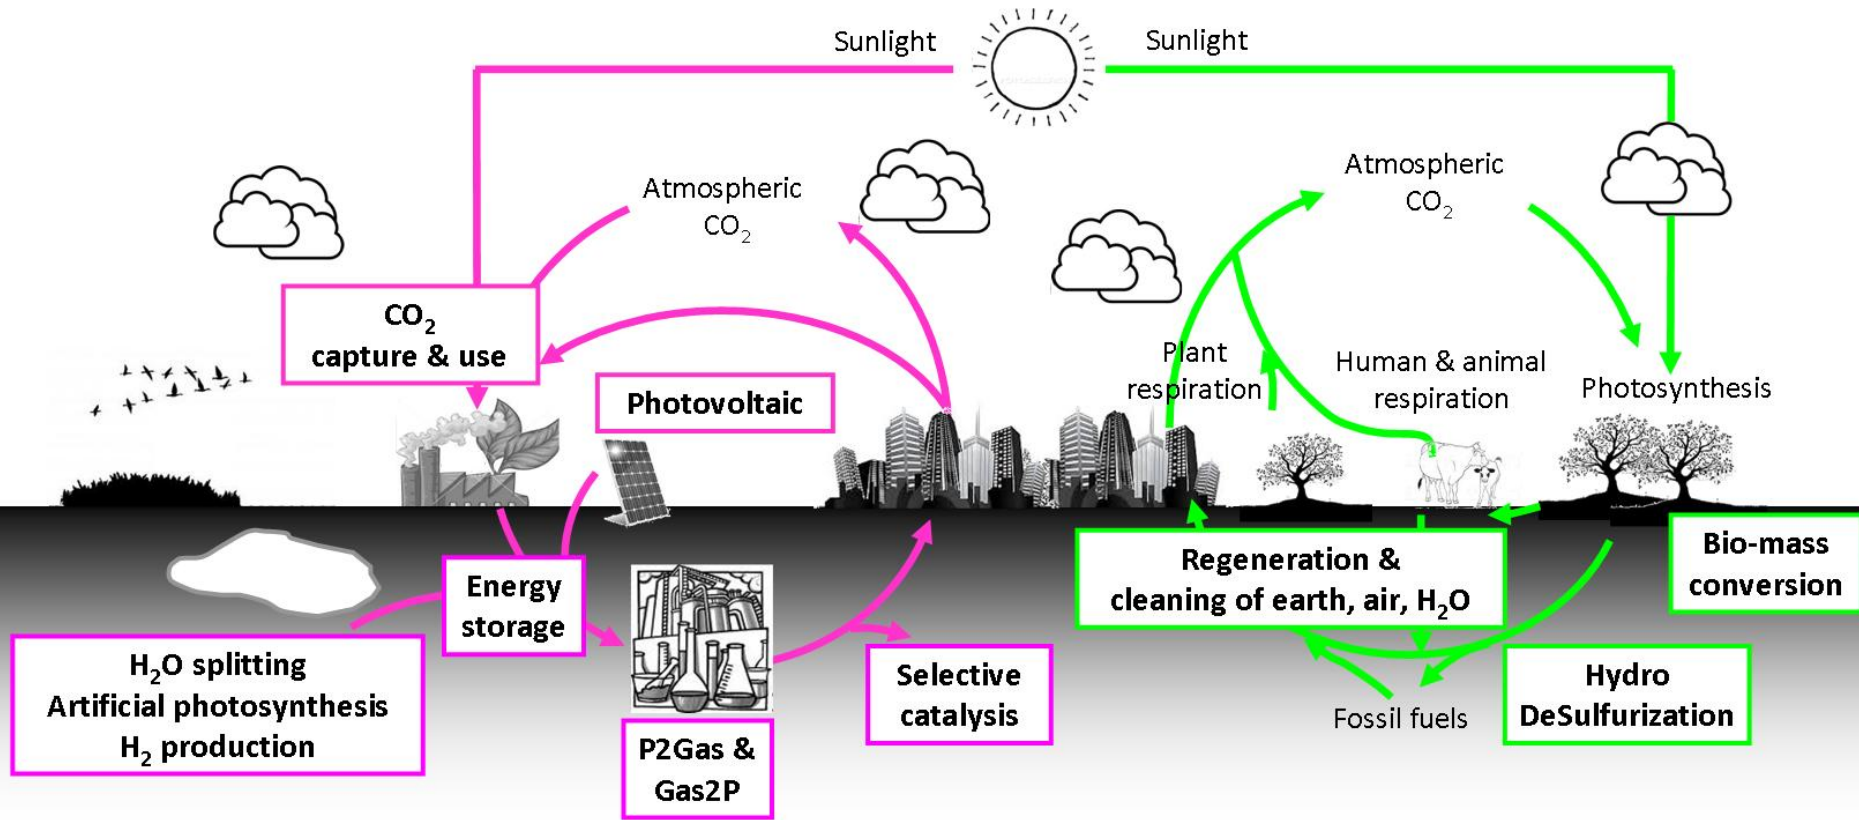 Sunlight
Sunlight
Atmospheric
CO₂
Atmospheric
CO₂
CO₂
capture & use
Photovoltaic
Plant
respiration
Human & animal
respiration
Photosynthesis
Energy
storage
H₂O splitting
Artificial photosynthesis
H₂ production
P2Gas &
Gas2P
Selective
catalysis
Regeneration &
cleaning of earth, air, H₂O
Bio-mass
conversion
Fossil fuels
Hydro
DeSulfurization